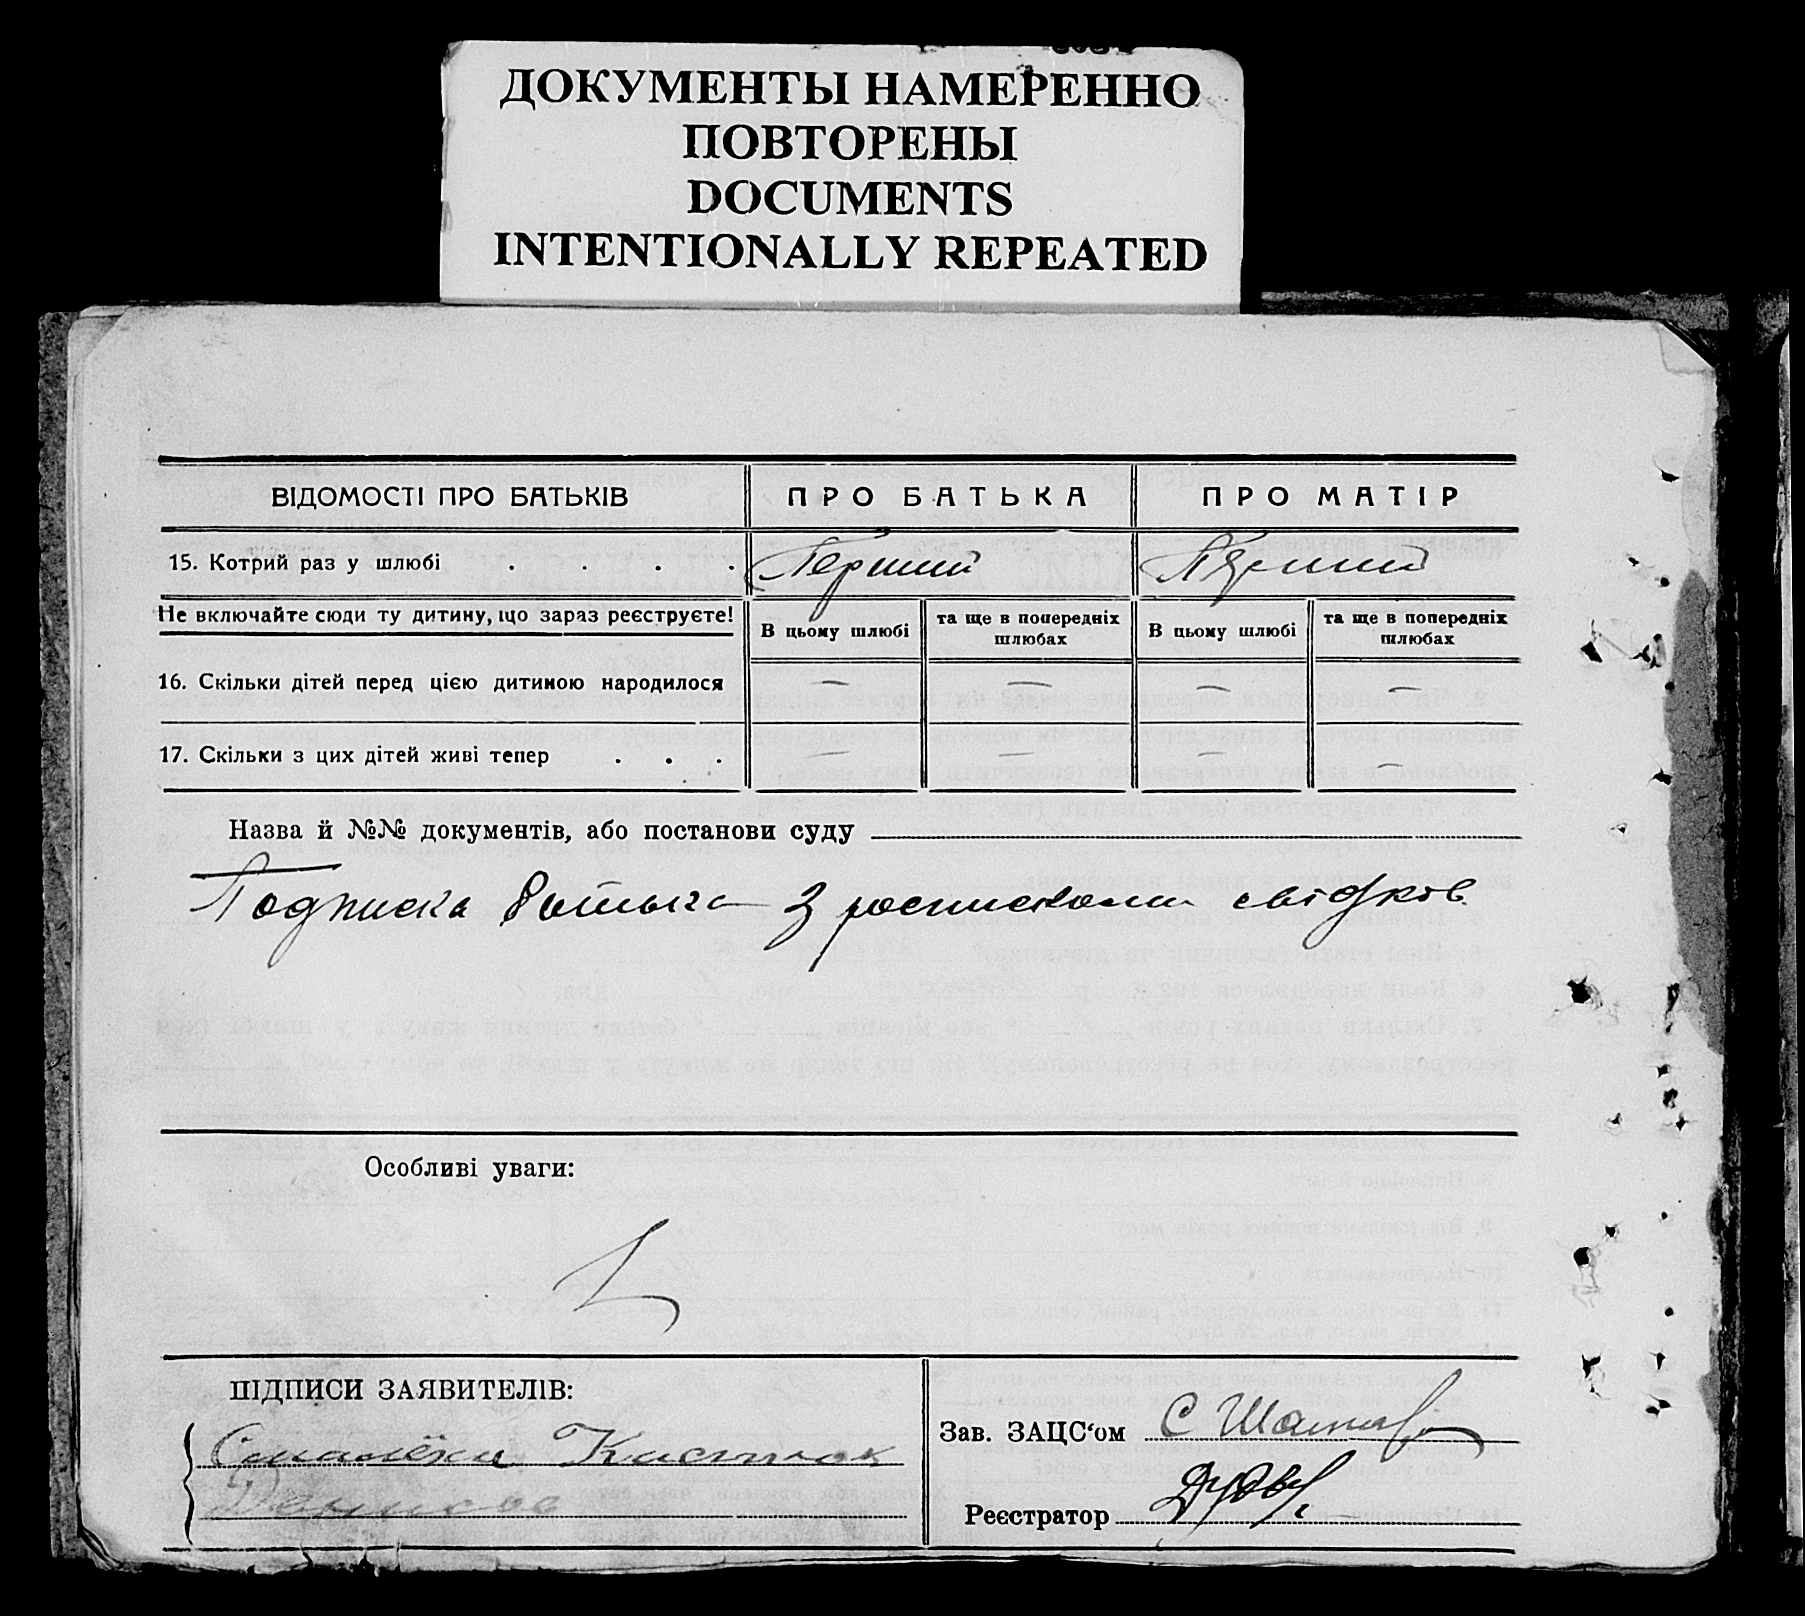 ДОКУМЕНТЫ НАМЕРЕННО
ПОВТОРЕНЫ
DOCUMENTS
INTENTIONALLY REPEATED
ВІДОМОСТІ ПРО БАТЬКІВ ПРО БАТЬКА ПРО МАТІР
15. Котрий раз у шлюбі . . . . Перший Перший
Не включайте сюди ту дитину, що зараз реєструєте! В цьому шлюбі та ще в попередніх шлюбах В цьому шлюбі та ще в попередніх шлюбах
16. Скільки дітей перед цією дитиною народилося — — — —
17. Скільки з цих дітей живі тепер . . . — — — —
Назва й №№ документів, або постанови суду
Подписка батька з росписками свідков
Особливі уваги:
ПІДПИСИ ЗАЯВИТЕЛІВ:
Зав. ЗАЦС‘ом С
Реєстратор